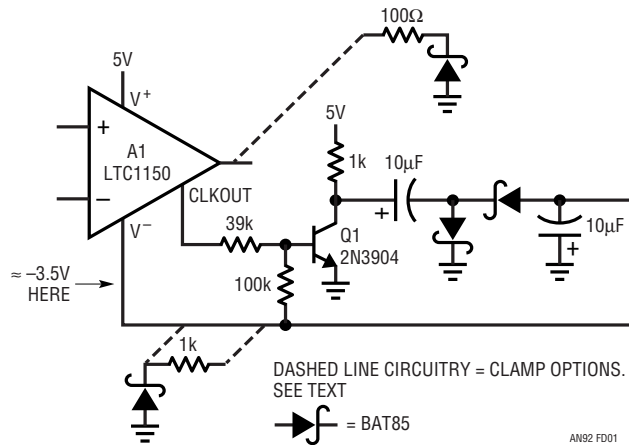 100Ω
5V
V+
+
A1
LTC1150
−
V−
CLKOUT
5V
1k
10µF
+
39k
Q1
2N3904
100k
10µF
+
≈ –3.5V
HERE
1k
DASHED LINE CIRCUITRY = CLAMP OPTIONS.
SEE TEXT
= BAT85
AN92 FD01